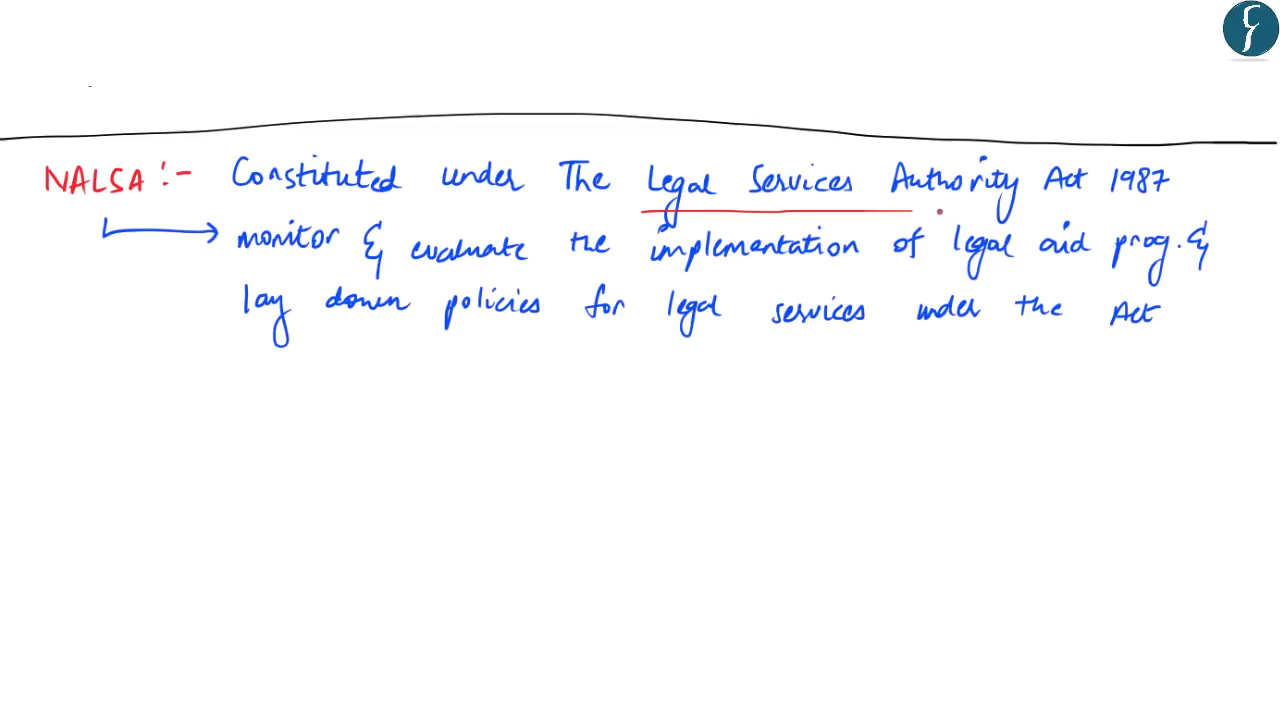 NALSA :- Constituted under The Legal Services Authority Act 1987
monitor & evaluate the implementation of legal aid prog. &
lay down policies for legal services under the Act